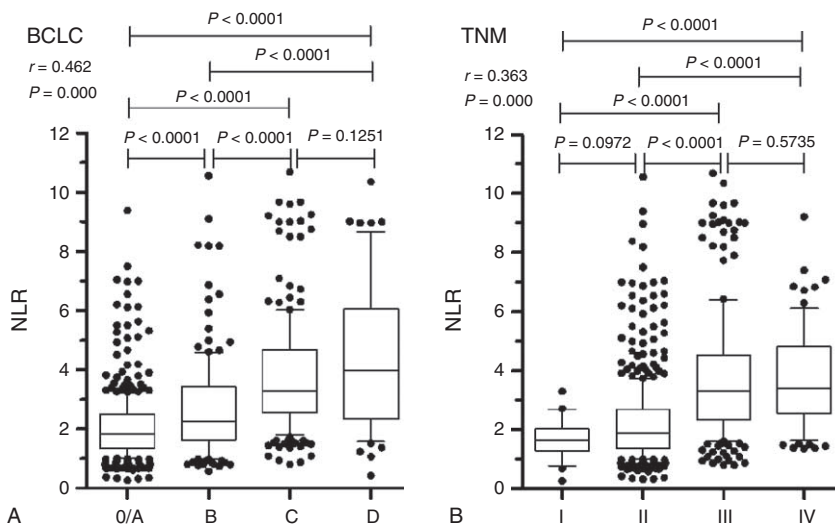 BCLC
P < 0.0001
r = 0.462
P < 0.0001
P = 0.000
P < 0.0001
P < 0.0001
P < 0.0001
P = 0.1251
12
10
8
6
4
2
0
NLR
0/A
B
C
D
A
TNM
P < 0.0001
r = 0.363
P < 0.0001
P = 0.000
P < 0.0001
P = 0.0972
P < 0.0001
P = 0.5735
12
10
8
6
4
2
0
NLR
I
II
III
IV
B